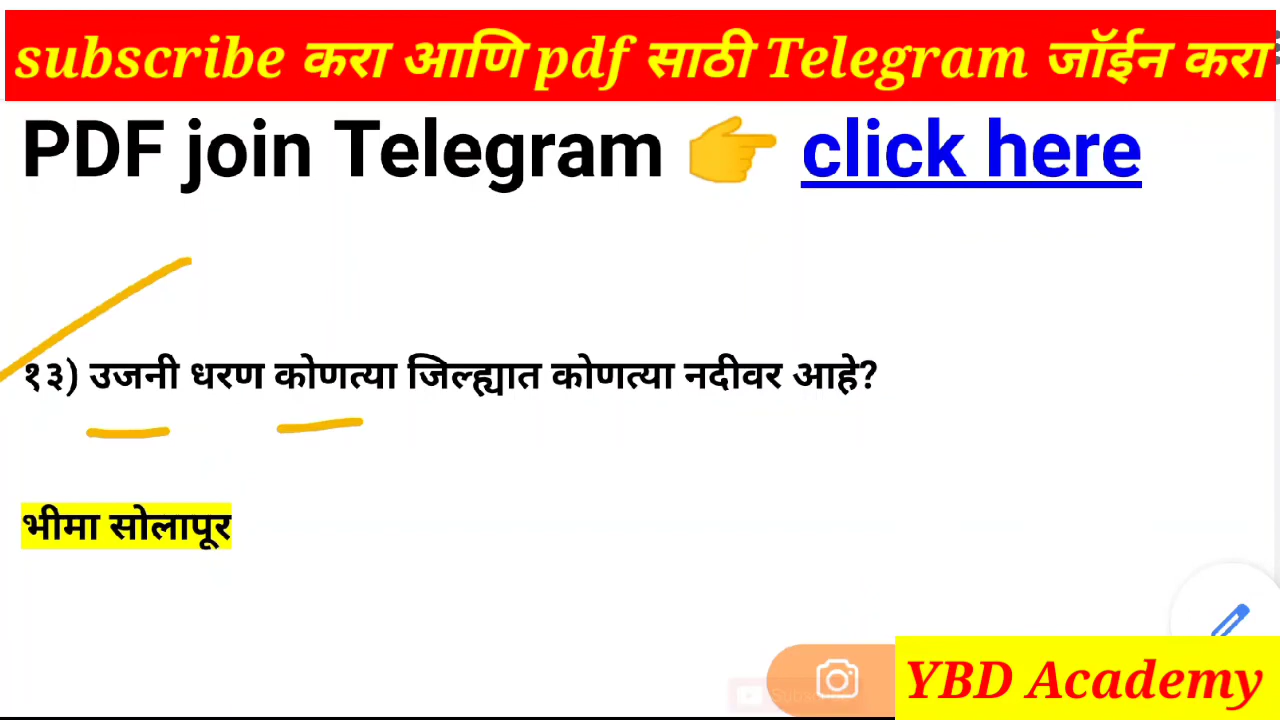 subscribe करा आणि pdf साठी Telegram जॉईन करा
PDF join Telegram 👉 click here
१३) उजनी धरण कोणत्या जिल्ह्यात कोणत्या नदीवर आहे?
भीमा सोलापूर
YBD Academy